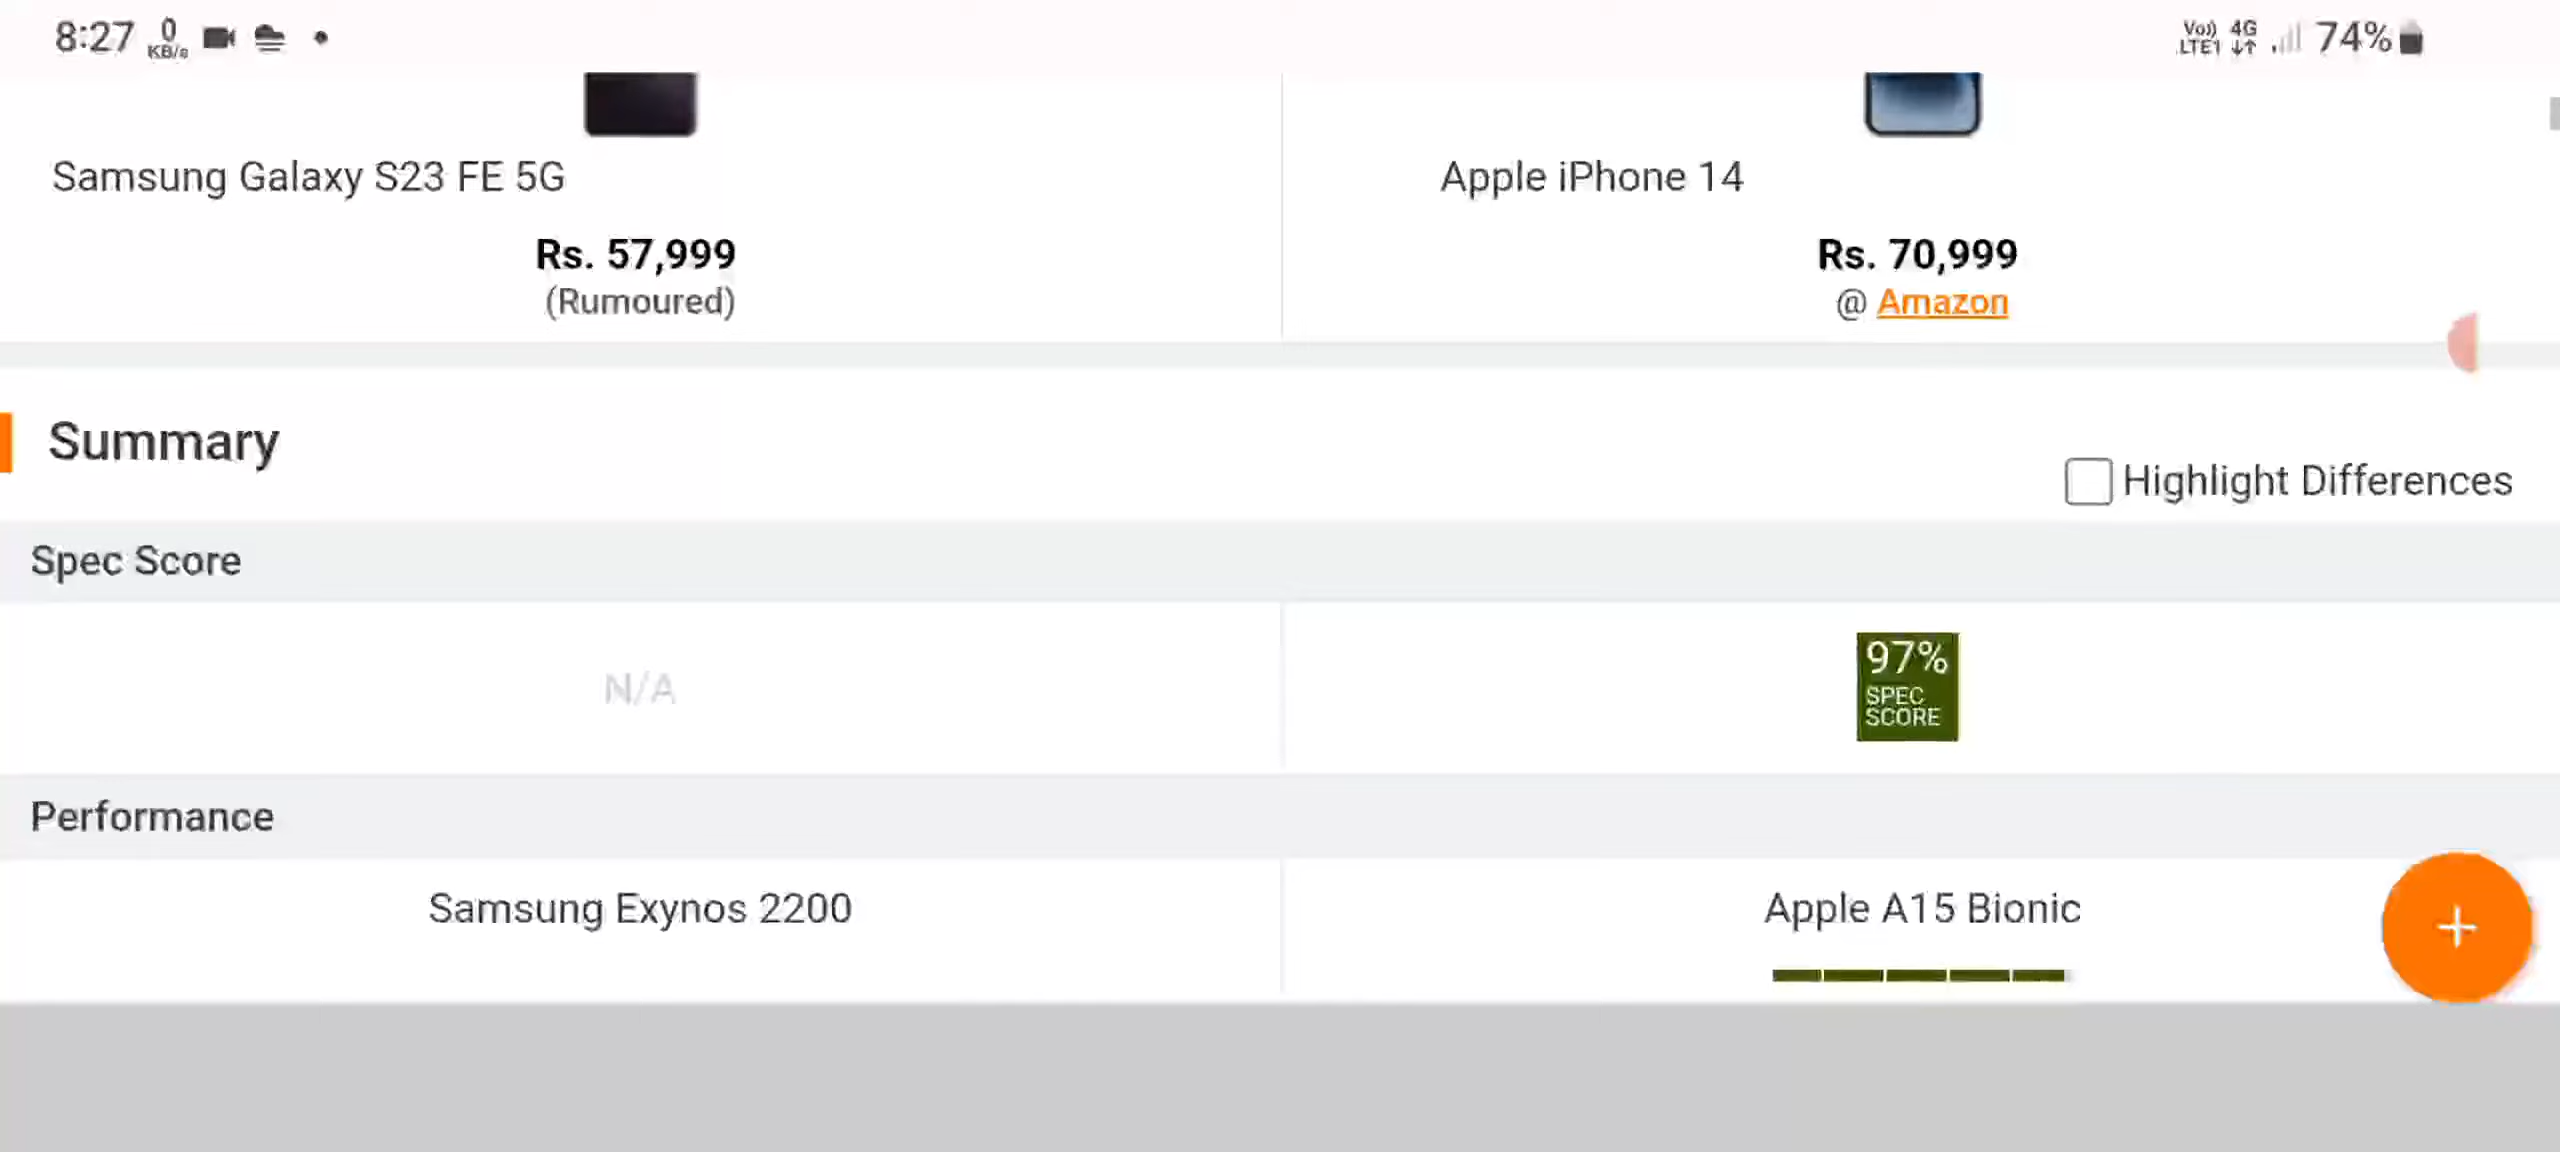 8:27 0 KB/s Vo)) LTE1 4G 74%
Samsung Galaxy S23 FE 5G
Apple iPhone 14
Rs. 57,999
(Rumoured)
Rs. 70,999
@ Amazon
Summary
Highlight Differences
Spec Score
N/A
97%
SPEC
SCORE
Performance
Samsung Exynos 2200
Apple A15 Bionic
+